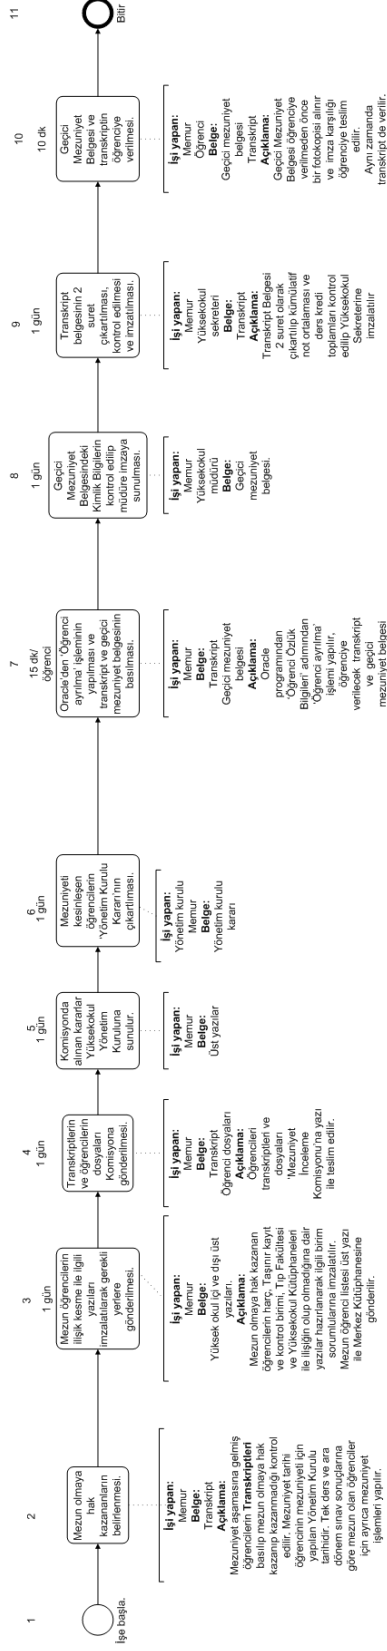 1
İşe başla.
2
Mezun olmaya
hak
kazananların
belirlenmesi.
İşi yapan:
Memur
Belge:
Transkript
Açıklama:
Mezuniyet aşamasına gelmiş
öğrencilerin Transkriptleri
basılıp mezun olmaya hak
kazanıp kazanmadığı kontrol
edilir. Mezuniyet tarihi
öğrencinin mezuniyeti için
yapılan Yönetim Kurulu
tarihidir. Tek ders ve ara
dönem sınav sonuçlarına
göre mezun olan öğrenciler
için ayrıca mezuniyet
işlemleri yapılır.
3
1 gün
Mezun öğrencilerin
ilişik kesme ile ilgili
yazıları
imzalatılarak gerekli
yerlere
gönderilmesi.
İşi yapan:
Memur
Belge:
Yüksek okul içi ve dışı üst
yazıları.
Açıklama:
Mezun olmaya hak kazanan
öğrencilerin harç, Taşınır kayıt
ve kontrol birimi, Tıp Fakültesi
ve Yüksekokul Kütüphaneleri
ile ilişiğin olup olmadığına dair
yazılar hazırlanarak ilgili birim
sorumlularına imzalatılır.
Mezun öğrenci listesi üst yazı
ile Merkez Kütüphanesine
gönderilir.
4
1 gün
Transkriptlerin
ve öğrencilerin
dosyaları
Komisyona
gönderilmesi.
İşi yapan:
Memur
Belge:
Transkript
Öğrenci dosyaları
Açıklama:
Öğrencileri
transkriptleri ve
dosyaları
'Mezuniyet
İnceleme
Komisyonu'na yazı
ile teslim edilir.
5
1 gün
Komisyonda
alınan kararlar
Yüksekokul
Yönetim
Kuruluna
sunulur.
İşi yapan:
Memur
Belge:
Üst yazılar
6
1 gün
Mezuniyeti
kesinleşen
öğrencilerin
'Yönetim Kurulu
Kararı'nın
çıkartılması.
İşi yapan:
Yönetim kurulu
Memur
Belge:
Yönetim kurulu
kararı
7
15 dk/
öğrenci
Oracle'den 'Öğrenci
ayrılma' işleminin
yapılması ve
transkript ve geçici
mezuniyet belgesinin
basılması.
İşi yapan:
Memur
Belge:
Transkript
Geçici mezuniyet
belgesi
Açıklama:
Oracle
programından
'Öğrenci Özlük
Bilgileri' adımından
'Öğrenci ayrılma'
işlemi yapılır,
öğrenciye
verilecek transkript
ve geçici
mezuniyet belgesi
8
1 gün
Geçici
Mezuniyet
Belgesindeki
Kimlik Bilgilerin
kontrol edilip
müdüre imzaya
sunulması.
İşi yapan:
Memur
Yüksekokul
müdürü
Belge:
Geçici
mezuniyet
belgesi.
9
1 gün
Transkript
belgesinin 2
suret
çıkartılması,
kontrol edilmesi
ve imzatılması.
İşi yapan:
Memur
Yüksekokul
sekreteri
Belge:
Transkript
Açıklama:
Transkript Belgesi
2 suret olarak
çıkartılıp kümülatif
not ortalaması ve
ders kredi
toplamları kontrol
edilip Yüksekokul
Sekreterine
imzalatılır
10
10 dk
Geçici
Mezuniyet
Belgesi ve
transkriptin
öğrenciye
verilmesi.
İşi yapan:
Memur
Öğrenci
Belge:
Geçici mezuniyet
belgesi
Transkript
Açıklama:
Geçici Mezuniyet
Belgesi öğrenciye
verilmeden önce
bir fotokopisi alınır
ve imza karşılığı
öğrenciye teslim
edilir.
Aynı zamanda
transkript de verilir.
11
Bitir